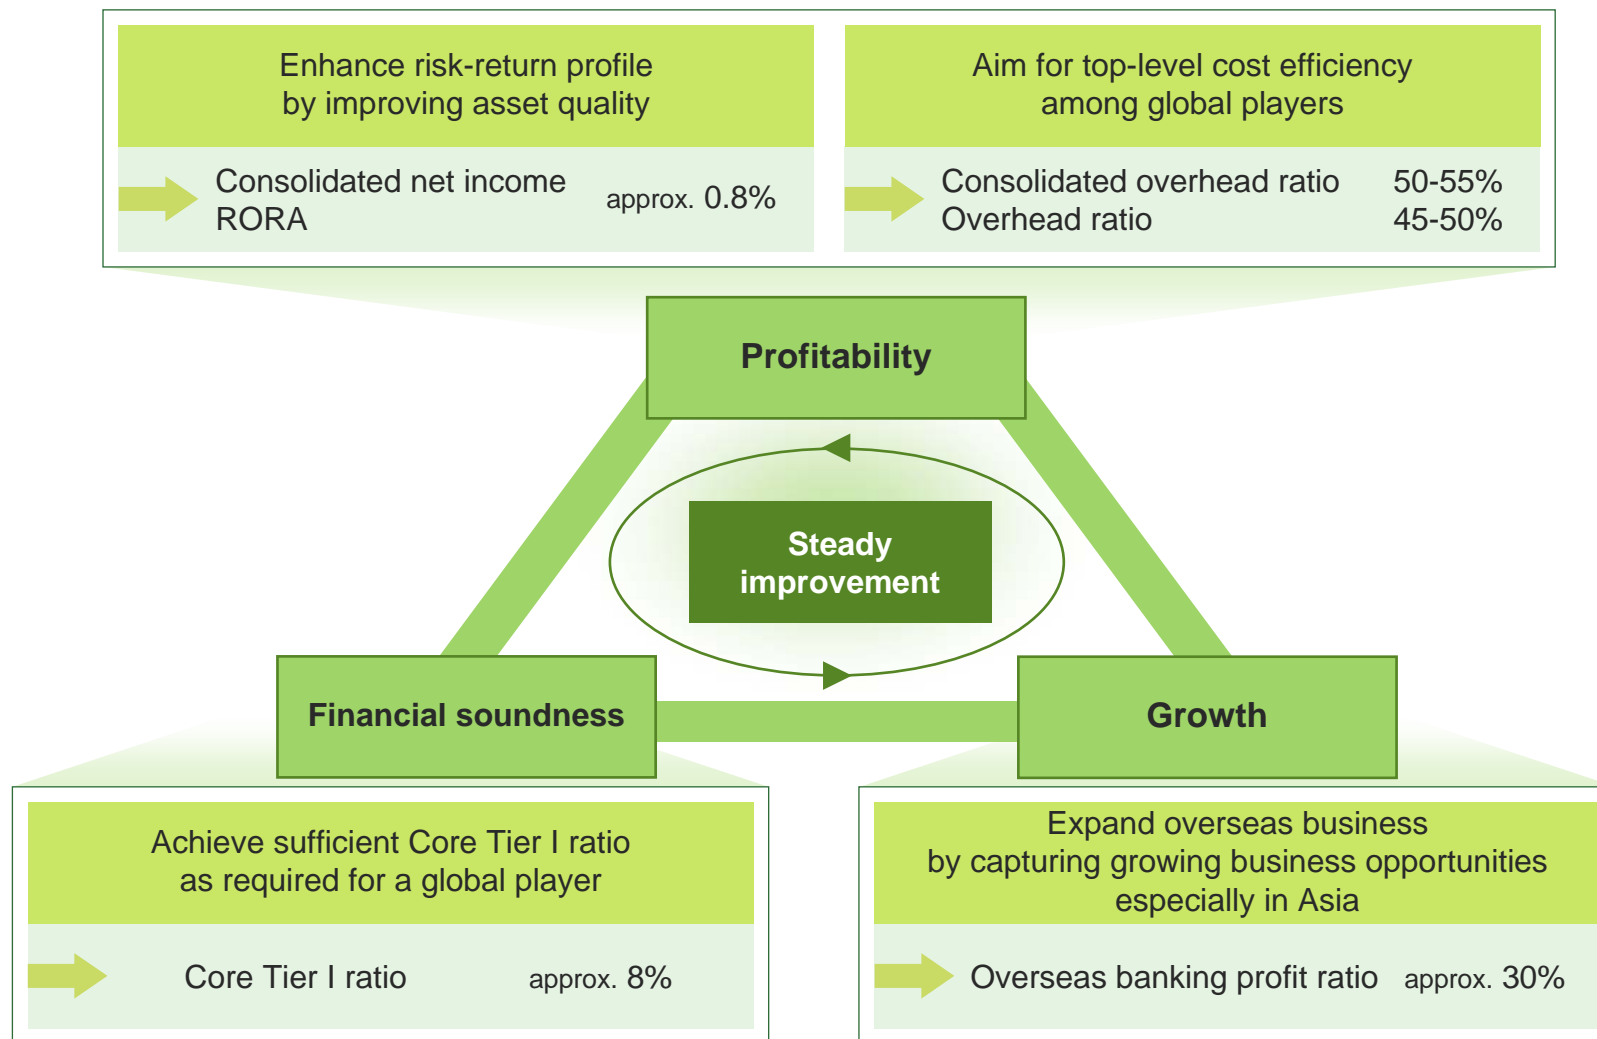 Enhance risk-return profile
by improving asset quality
Consolidated net income
RORA
approx. 0.8%
Aim for top-level cost efficiency
among global players
Consolidated overhead ratio 50-55%
Overhead ratio 45-50%
Profitability
Steady
improvement
Financial soundness
Growth
Achieve sufficient Core Tier I ratio
as required for a global player
Core Tier I ratio approx. 8%
Expand overseas business
by capturing growing business opportunities
especially in Asia
Overseas banking profit ratio approx. 30%